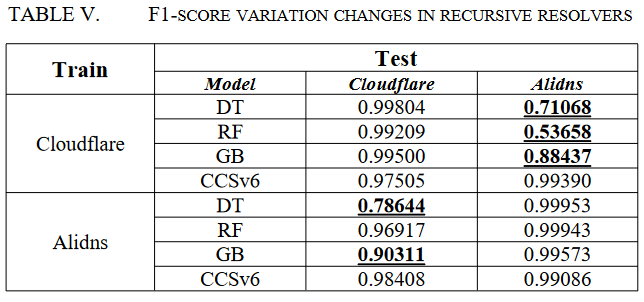 TABLE V. F1-SCORE VARIATION CHANGES IN RECURSIVE RESOLVERS
Train Test
Model Cloudflare Alidns
Cloudflare
DT 0.99804 0.71068
RF 0.99209 0.53658
GB 0.99500 0.88437
CCSv6 0.97505 0.99390
Alidns
DT 0.78644 0.99953
RF 0.96917 0.99943
GB 0.90311 0.99573
CCSv6 0.98408 0.99086